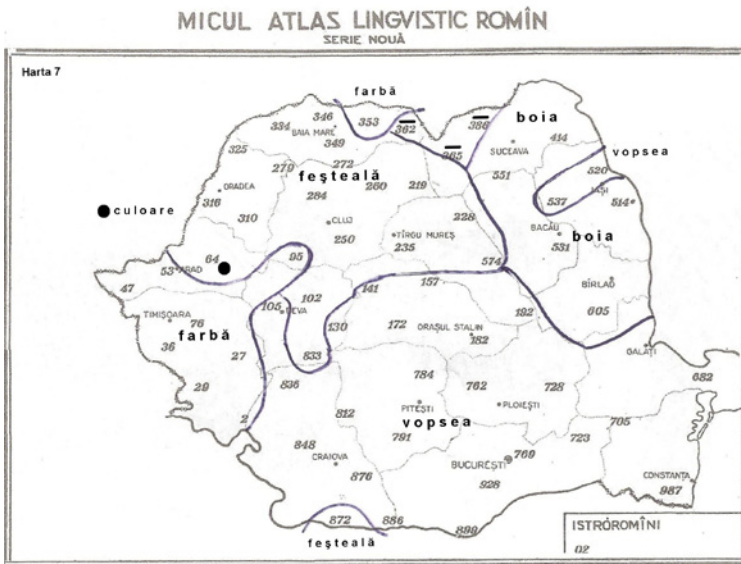 MICUL ATLAS LINGVISTIC ROMÎN
SERIE NOUĂ
Harta 7
farbă
346 353 362 386 boia
334 BAIA MARE 414
349 365 SUCEAVA vopsea
325 279 272 551 520
feşteală IAŞI
ORADEA 284 260 219 537 514
316
culoare 310 CLUJ 228 BACĂU boia
250 TÎRGU MUREŞ 531
235
64 95 574
53 ARAD BÎRLAD
47 102 141 157
105 DEVA 192 605
TIMIŞOARA 76 130 172 ORAŞUL STALIN
farbă 182 GALAŢI
36 27 833
836 784 762 728 682
29
2 812 PITEŞTI PLOIEŞTI
vopsea 705
848 791 723
CRAIOVA BUCUREŞTI 769
876 928 CONSTANŢA
987
872 886 899
feşteală
ISTROROMÎNI
02